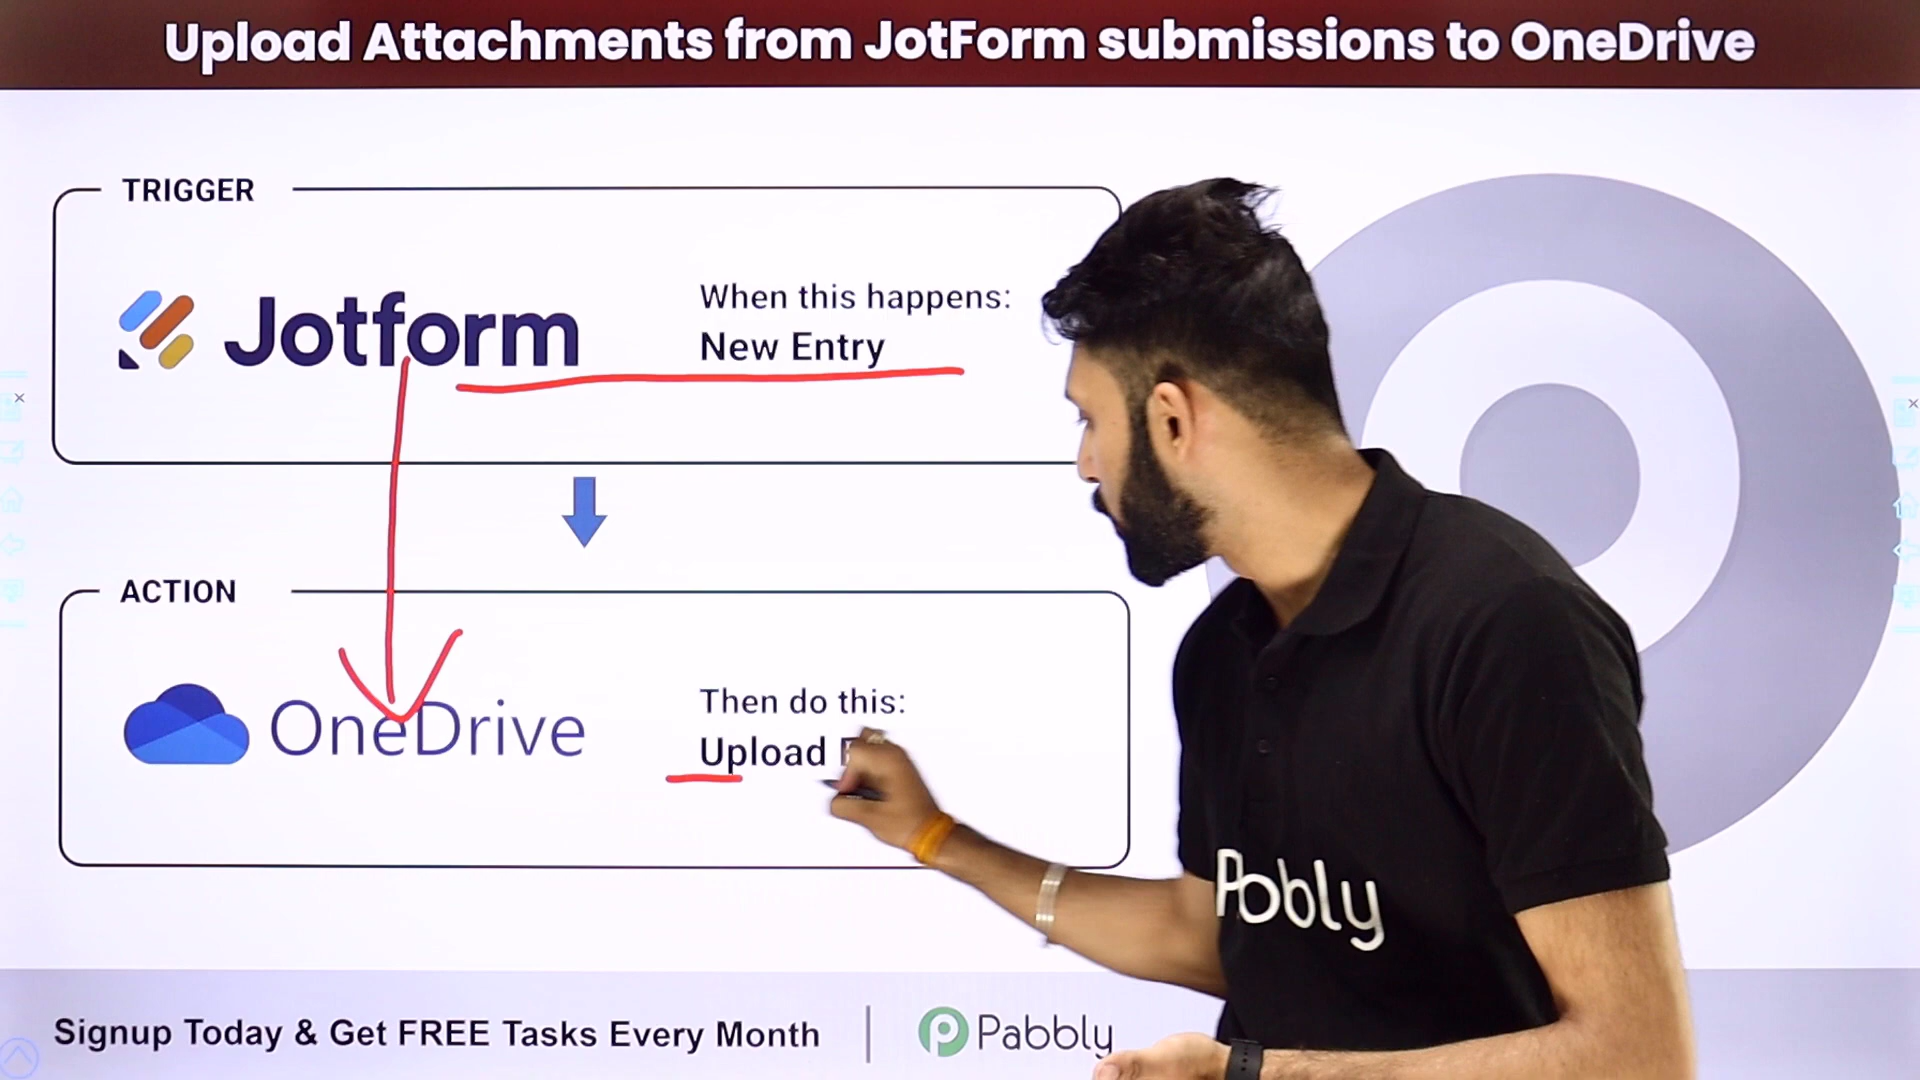 Upload Attachments from JotForm submissions to OneDrive
TRIGGER
Jotform
When this happens:
New Entry
ACTION
OneDrive
Then do this:
Upload
Pabbly
Signup Today & Get FREE Tasks Every Month
Pabbly